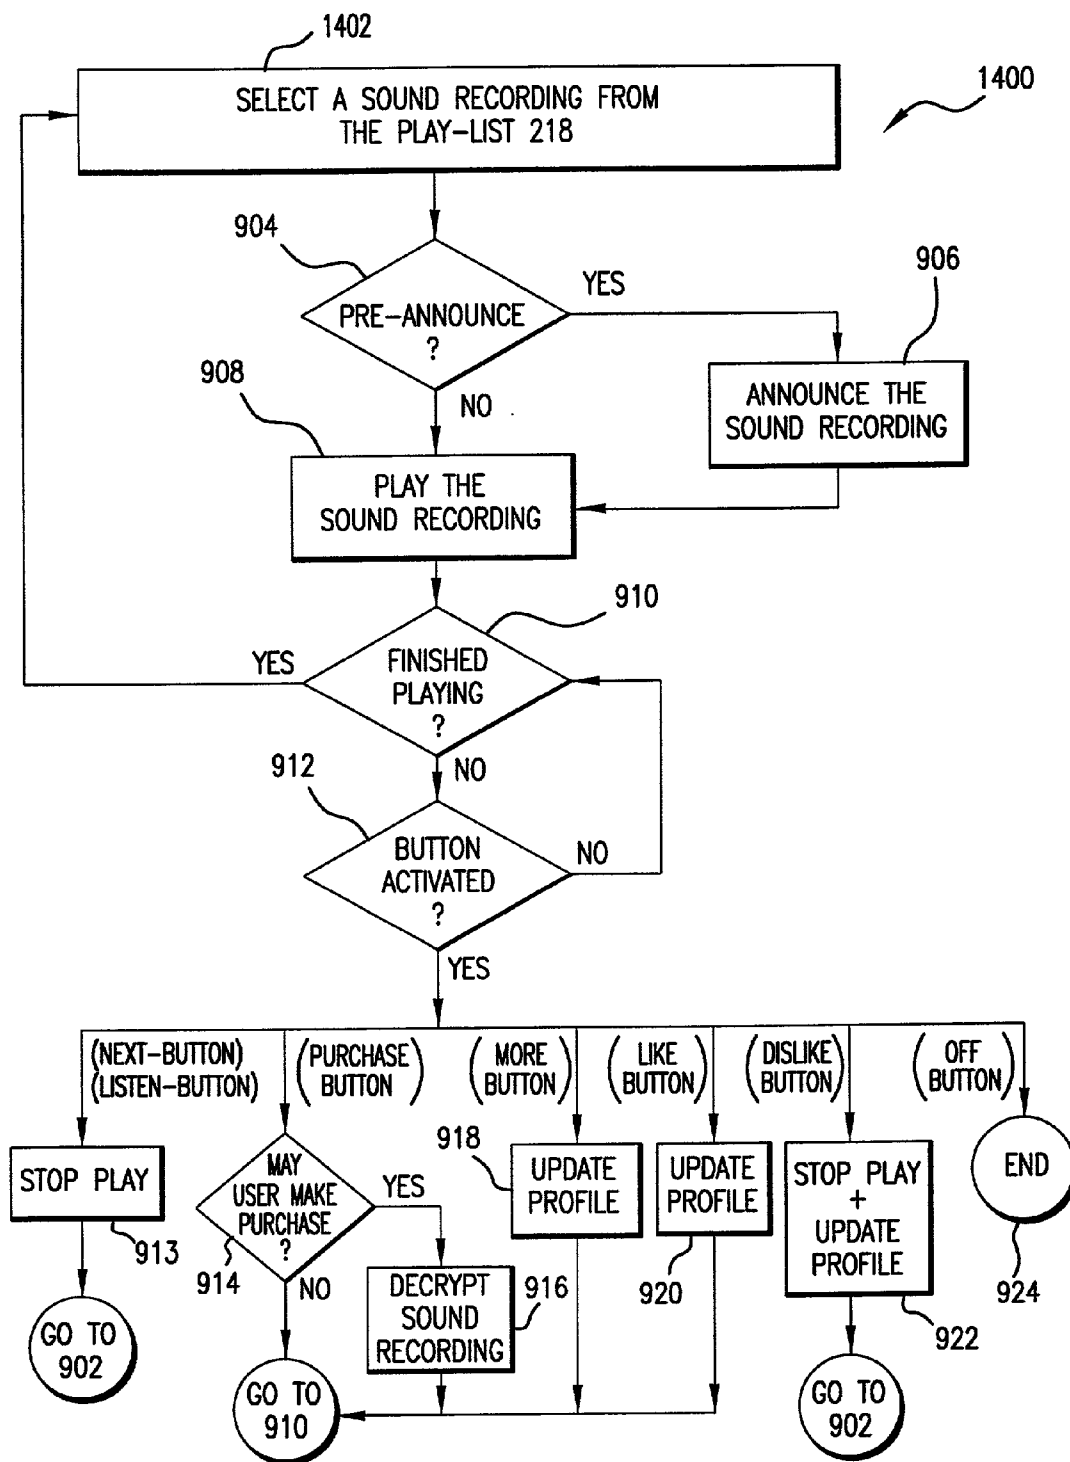 1402
1400
SELECT A SOUND RECORDING FROM
THE PLAY-LIST 218
904
PRE-ANNOUNCE
?
YES
906
ANNOUNCE THE
SOUND RECORDING
NO
908
PLAY THE
SOUND RECORDING
910
FINISHED
PLAYING
?
YES
NO
912
BUTTON
ACTIVATED
?
NO
YES
(NEXT-BUTTON)
(LISTEN-BUTTON)
(PURCHASE
BUTTON)
(MORE
BUTTON)
(LIKE
BUTTON)
(DISLIKE
BUTTON)
(OFF
BUTTON)
STOP PLAY
913
GO TO
902
MAY
USER MAKE
PURCHASE
?
914
YES
NO
DECRYPT
SOUND
RECORDING
916
GO TO
910
918
UPDATE
PROFILE
UPDATE
PROFILE
920
STOP PLAY
+
UPDATE
PROFILE
922
GO TO
902
END
924